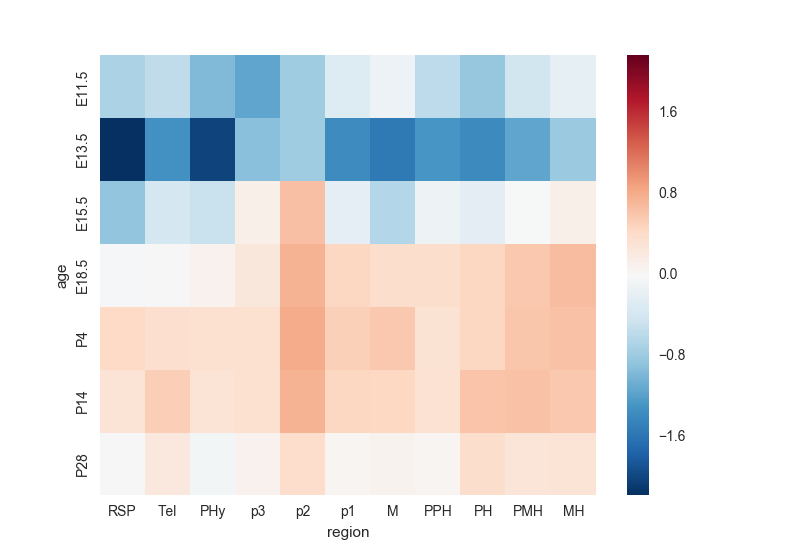 E11.5
E13.5
E15.5
E18.5
P4
P14
P28
age
RSP Tel PHy p3 p2 p1 M PPH PH PMH MH
region
1.6
0.8
0.0
−0.8
−1.6